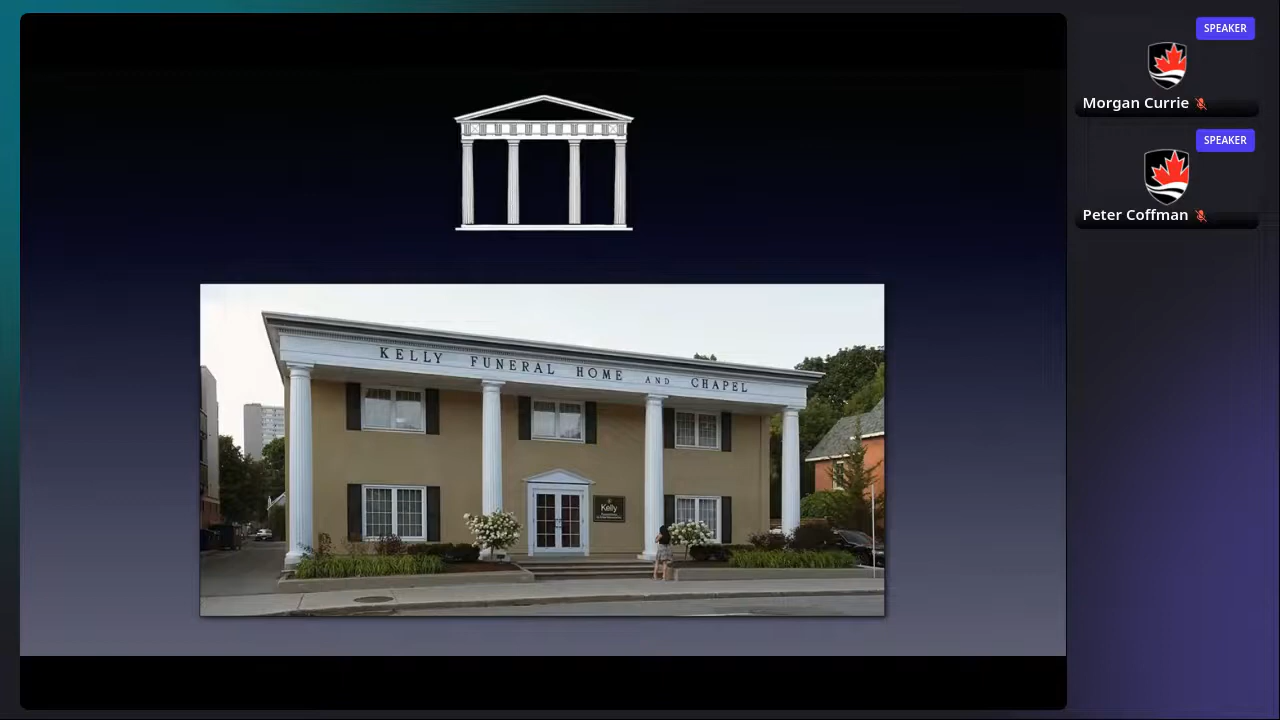 SPEAKER
Morgan Currie
SPEAKER
Peter Coffman
KELLY FUNERAL HOME AND CHAPEL
Kelly